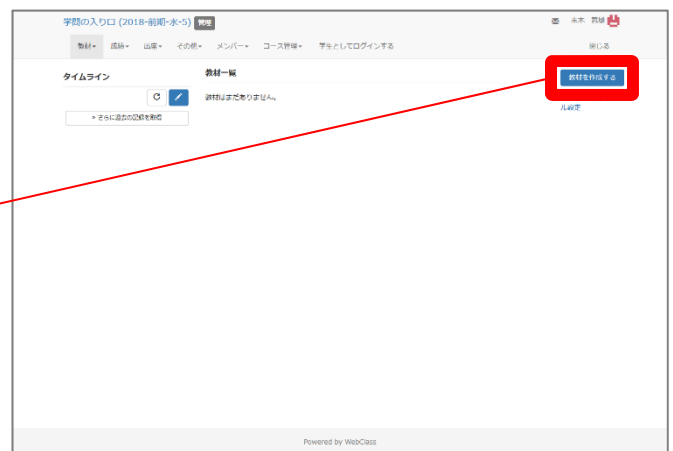 学問の入り口 (2018-前期-水-5) 管理
教材▾ 成績▾ 出席▾ その他▾ メンバー▾ コース管理▾ 学生としてログインする 閉じる
タイムライン
教材一覧
教材を作成する
教材はまだありません。
» さらに過去の記録を取得
ル設定
Powered by WebClass